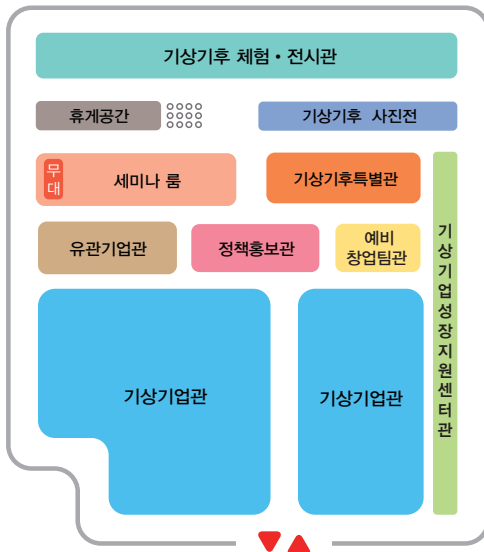 기상기후 체험 • 전시관
휴게공간
기상기후 사진전
무대
세미나 룸
기상기후특별관
유관기업관
정책홍보관
예비
창업팀관
기상기업성장지원센터관
기상기업관
기상기업관